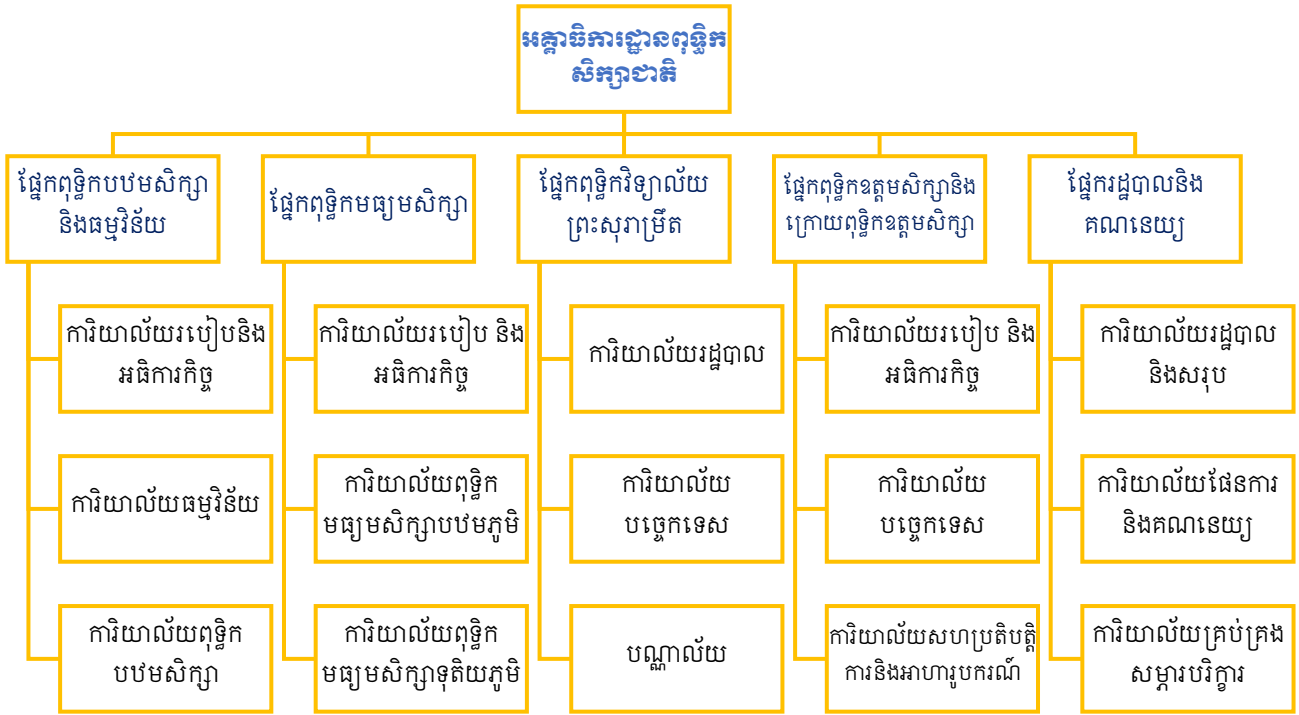 អគ្គាធិការដ្ឋានពុទ្ធិក
សិក្សាជាតិ
ផ្នែកពុទ្ធិកបឋមសិក្សា
និងធម្មវិន័យ
ផ្នែកពុទ្ធិកមធ្យមសិក្សា
ផ្នែកពុទ្ធិកវិទ្យាល័យ
ព្រះសុរាម្រឹត
ផ្នែកពុទ្ធិកឧត្តមសិក្សានិង
ក្រោយពុទ្ធិកឧត្តមសិក្សា
ផ្នែករដ្ឋបាលនិង
គណនេយ្យ
ការិយាល័យរបៀបនិង
អធិការកិច្ច
ការិយាល័យរបៀប និង
អធិការកិច្ច
ការិយាល័យរដ្ឋបាល
ការិយាល័យរបៀប និង
អធិការកិច្ច
ការិយាល័យរដ្ឋបាល
និងសរុប
ការិយាល័យធម្មវិន័យ
ការិយាល័យពុទ្ធិក
មធ្យមសិក្សាបឋមភូមិ
ការិយាល័យ
បច្ចេកទេស
ការិយាល័យ
បច្ចេកទេស
ការិយាល័យផែនការ
និងគណនេយ្យ
ការិយាល័យពុទ្ធិក
បឋមសិក្សា
ការិយាល័យពុទ្ធិក
មធ្យមសិក្សាទុតិយភូមិ
បណ្ណាល័យ
ការិយាល័យសហប្រតិបត្តិ
ការនិងអាហារូបករណ៍
ការិយាល័យគ្រប់គ្រង
សម្ភារបរិក្ខារ